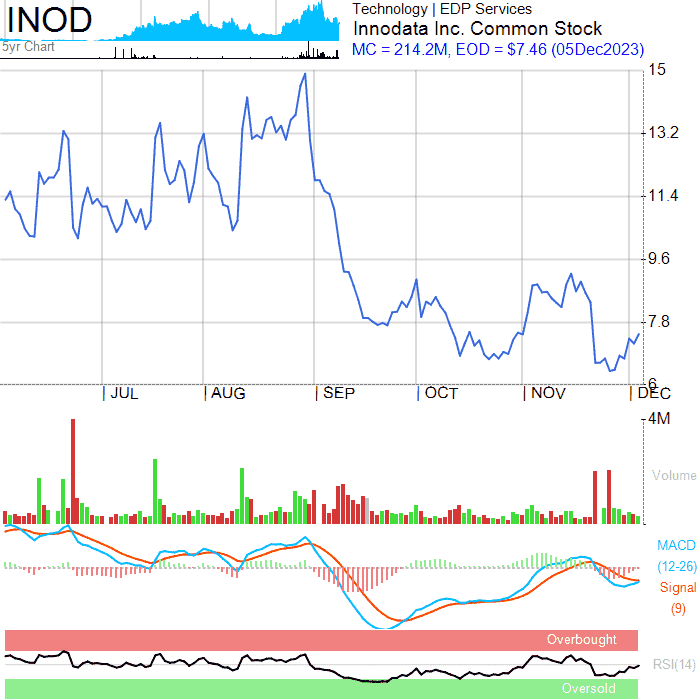 INOD
5yr Chart
Technology | EDP Services
Innodata Inc. Common Stock
MC = 214.2M, EOD = $7.46 (05Dec2023)
15
13.2
11.4
9.6
7.8
6
JUL AUG SEP OCT NOV DEC
4M
Volume
MACD
(12-26)
Signal
(9)
Overbought
RSI(14)
Oversold